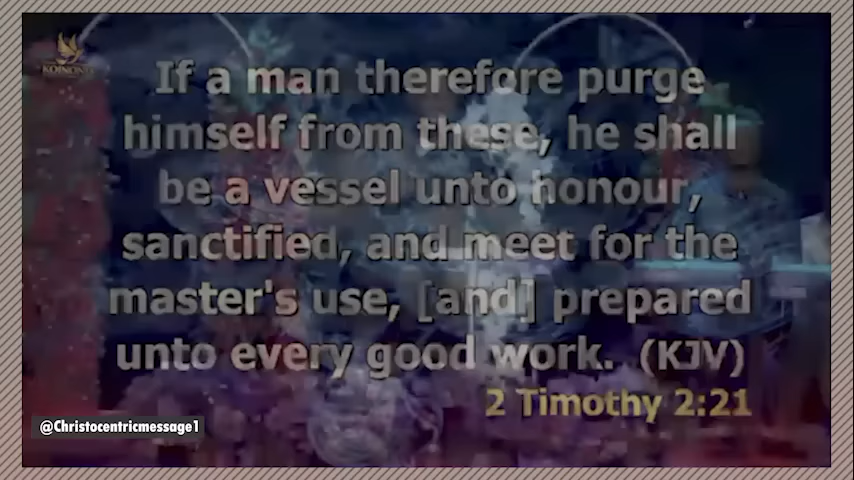 KOINONIA
If a man therefore purge
himself from these, he shall
be a vessel unto honour,
sanctified, and meet for the
master's use, [and] prepared
unto every good work. (KJV)
2 Timothy 2:21
@Christocentricmessage1